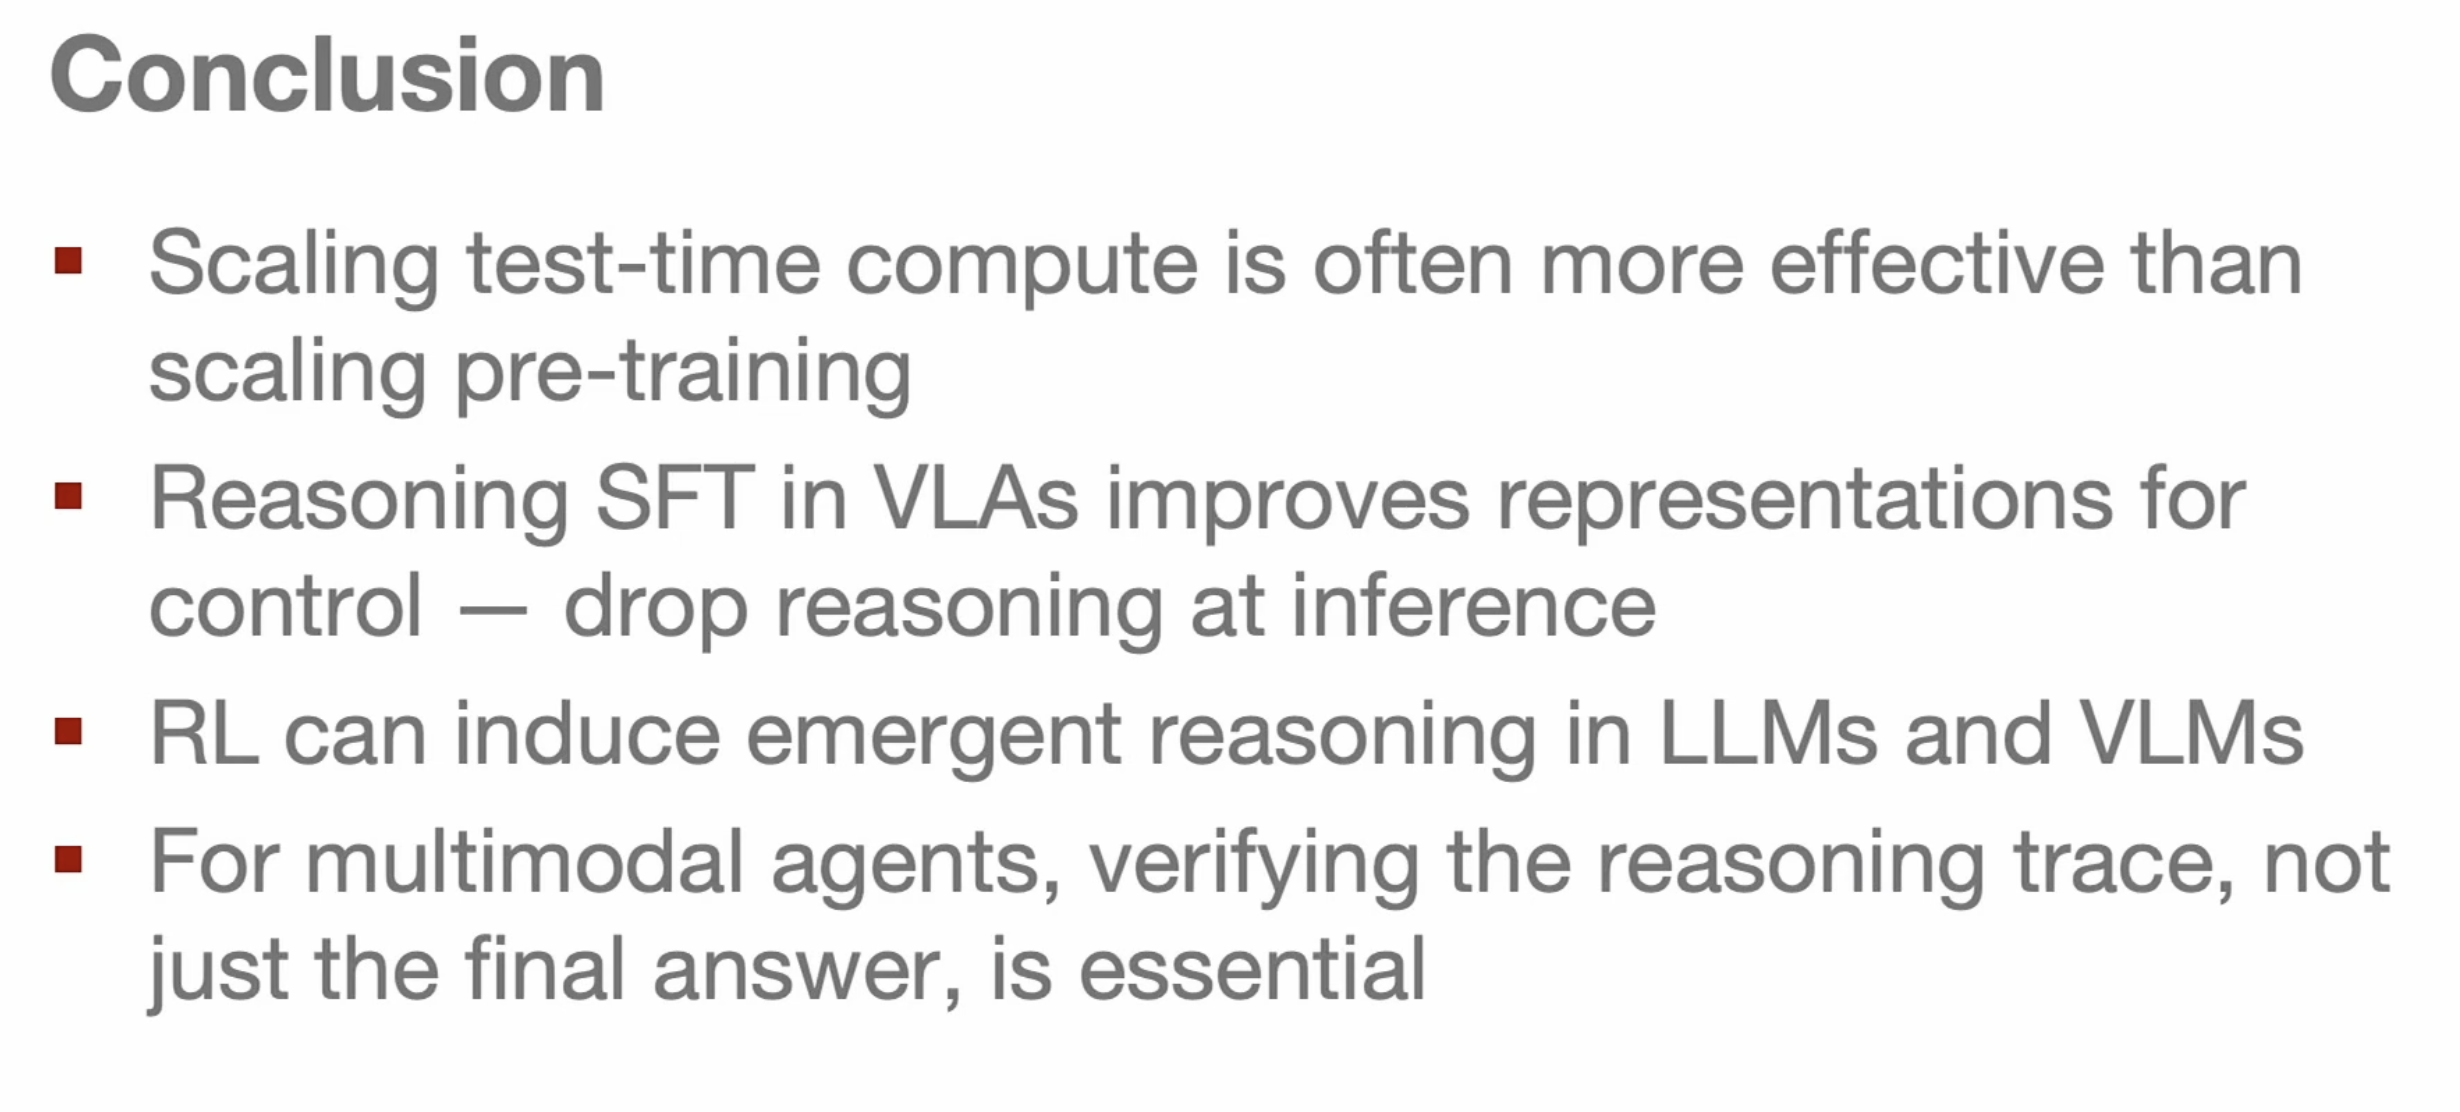 Conclusion
▪ Scaling test-time compute is often more effective than
scaling pre-training
▪ Reasoning SFT in VLAs improves representations for
control — drop reasoning at inference
▪ RL can induce emergent reasoning in LLMs and VLMs
▪ For multimodal agents, verifying the reasoning trace, not
just the final answer, is essential